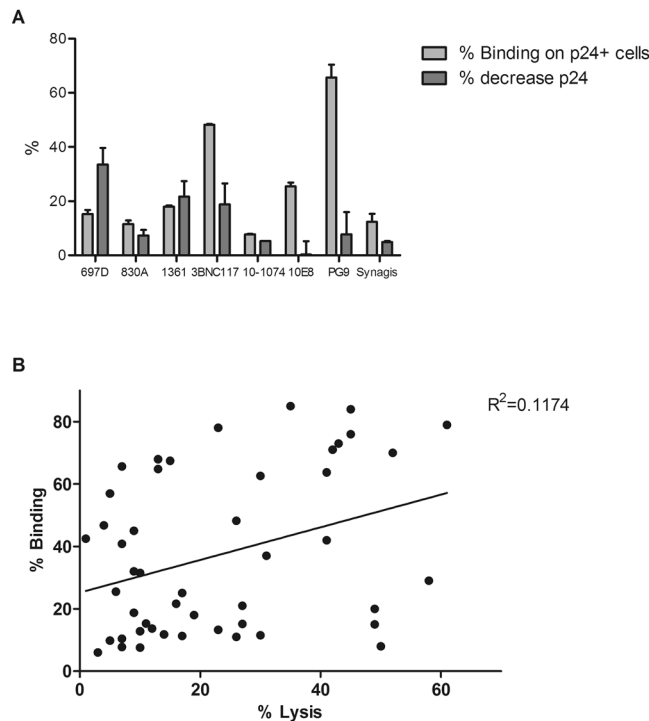 A
% Binding on p24+ cells
% decrease p24
80
60
40
20
0
%
697D 830A 1361 3BNC117 10-1074 10E8 PG9 Synagis
B
R²=0.1174
80
60
40
20
0
% Binding
0 20 40 60
% Lysis